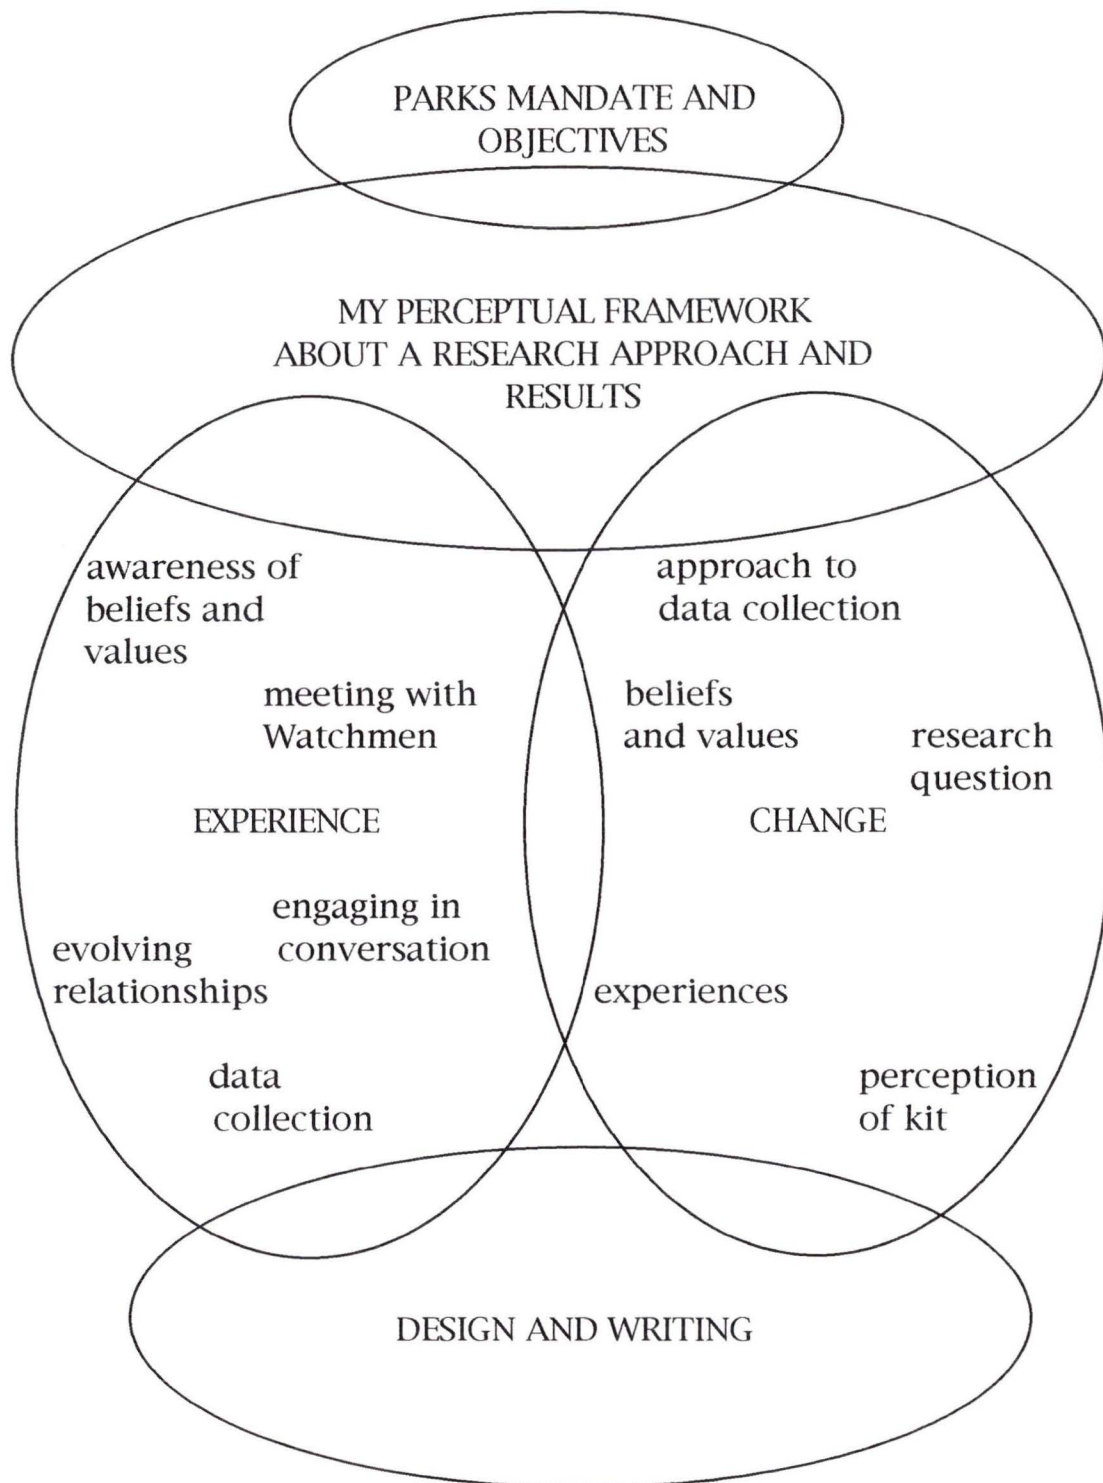 PARKS MANDATE AND
OBJECTIVES
MY PERCEPTUAL FRAMEWORK
ABOUT A RESEARCH APPROACH AND
RESULTS
awareness of
beliefs and
values
meeting with
Watchmen
EXPERIENCE
engaging in
conversation
evolving
relationships
data
collection
approach to
data collection
beliefs
and values
research
question
CHANGE
experiences
perception
of kit
DESIGN AND WRITING